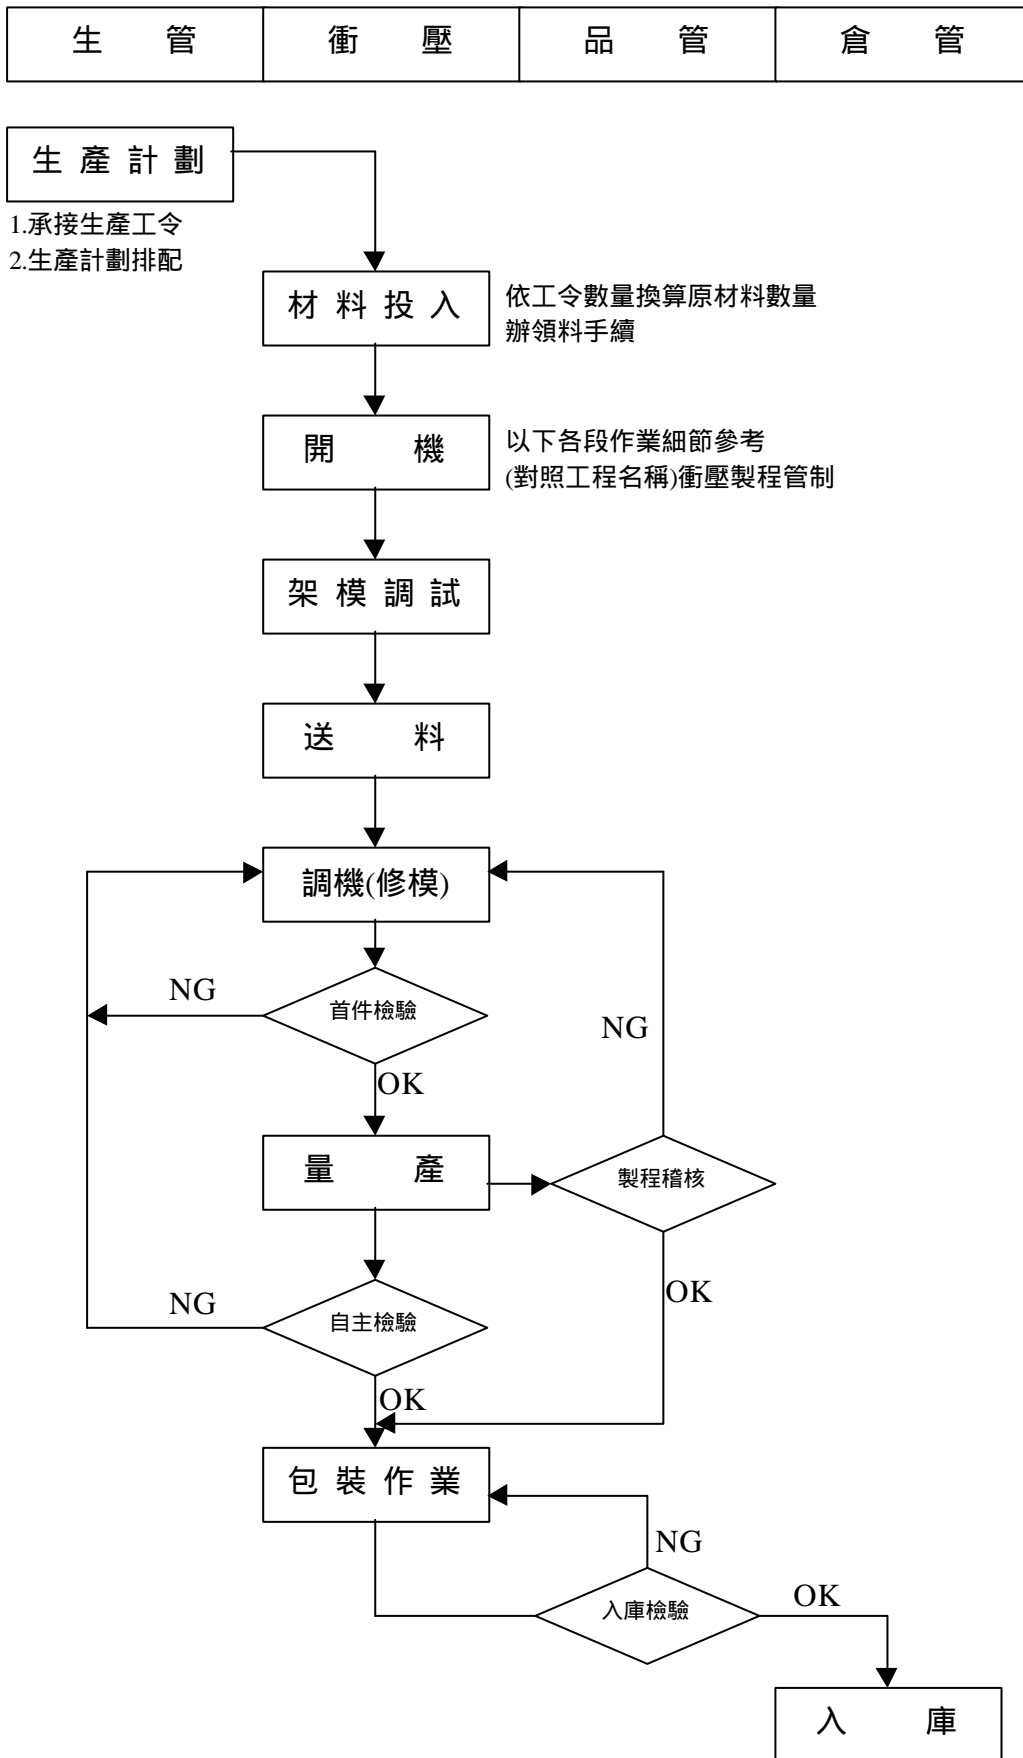 生 管 衝 壓 品 管 倉 管
生產計劃
1.承接生產工令
2.生產計劃排配
材料投入
依工令數量換算原材料數量
辦領料手續
開 機
以下各段作業細節參考
(對照工程名稱)衝壓製程管制
架模調試
送 料
調機(修模)
NG
首件檢驗
NG
OK
量 產
製程稽核
NG
自主檢驗
OK
OK
包裝作業
NG
入庫檢驗
OK
入 庫